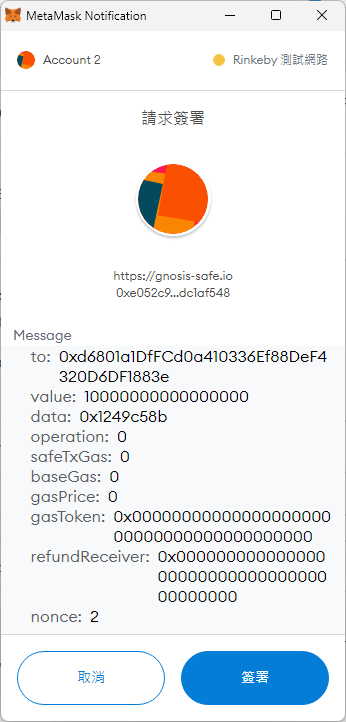 MetaMask Notification
Account 2
Rinkeby 測試網路
請求簽署
https://gnosis-safe.io
0xe052c9...dc1af548
Message
to: 0xd6801a1DfFCd0a410336Ef88DeF4
320D6DF1883e
value: 10000000000000000
data: 0x1249c58b
operation: 0
safeTxGas: 0
baseGas: 0
gasPrice: 0
gasToken: 0x00000000000000000000
00000000000000000000
refundReceiver: 0x000000000000000
00000000000000000
00000000
nonce: 2
取消
簽署